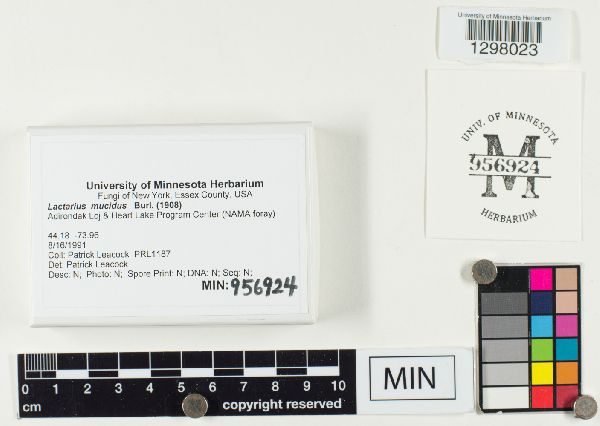 University of Minnesota Herbarium
1298023
UNIV. OF MINNESOTA
M
956924
HERBARIUM
University of Minnesota Herbarium
Fungi of New York, Essex County, USA
Lactarius mucidus Burl. (1908)
Adirondak Loj & Heart Lake Program Center (NAMA foray)
44.18 -73.96
8/16/1991
Coll: Patrick Leacock PRL1187
Det: Patrick Leacock
Desc: N; Photo: N; Spore Print: N; DNA: N; Seq: N;
MIN: 956924
0 1 2 3 4 5 6 7 8 9 10
cm copyright reserved
MIN